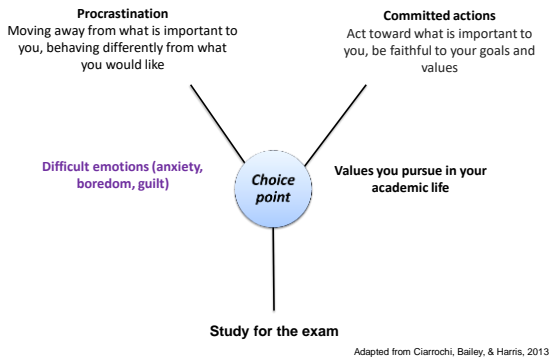 Procrastination
Moving away from what is important to
you, behaving differently from what
you would like
Committed actions
Act toward what is important to
you, be faithful to your goals and
values
Difficult emotions (anxiety,
boredom, guilt)
Choice
point
Values you pursue in your
academic life
Study for the exam
Adapted from Ciarrochi, Bailey, & Harris, 2013